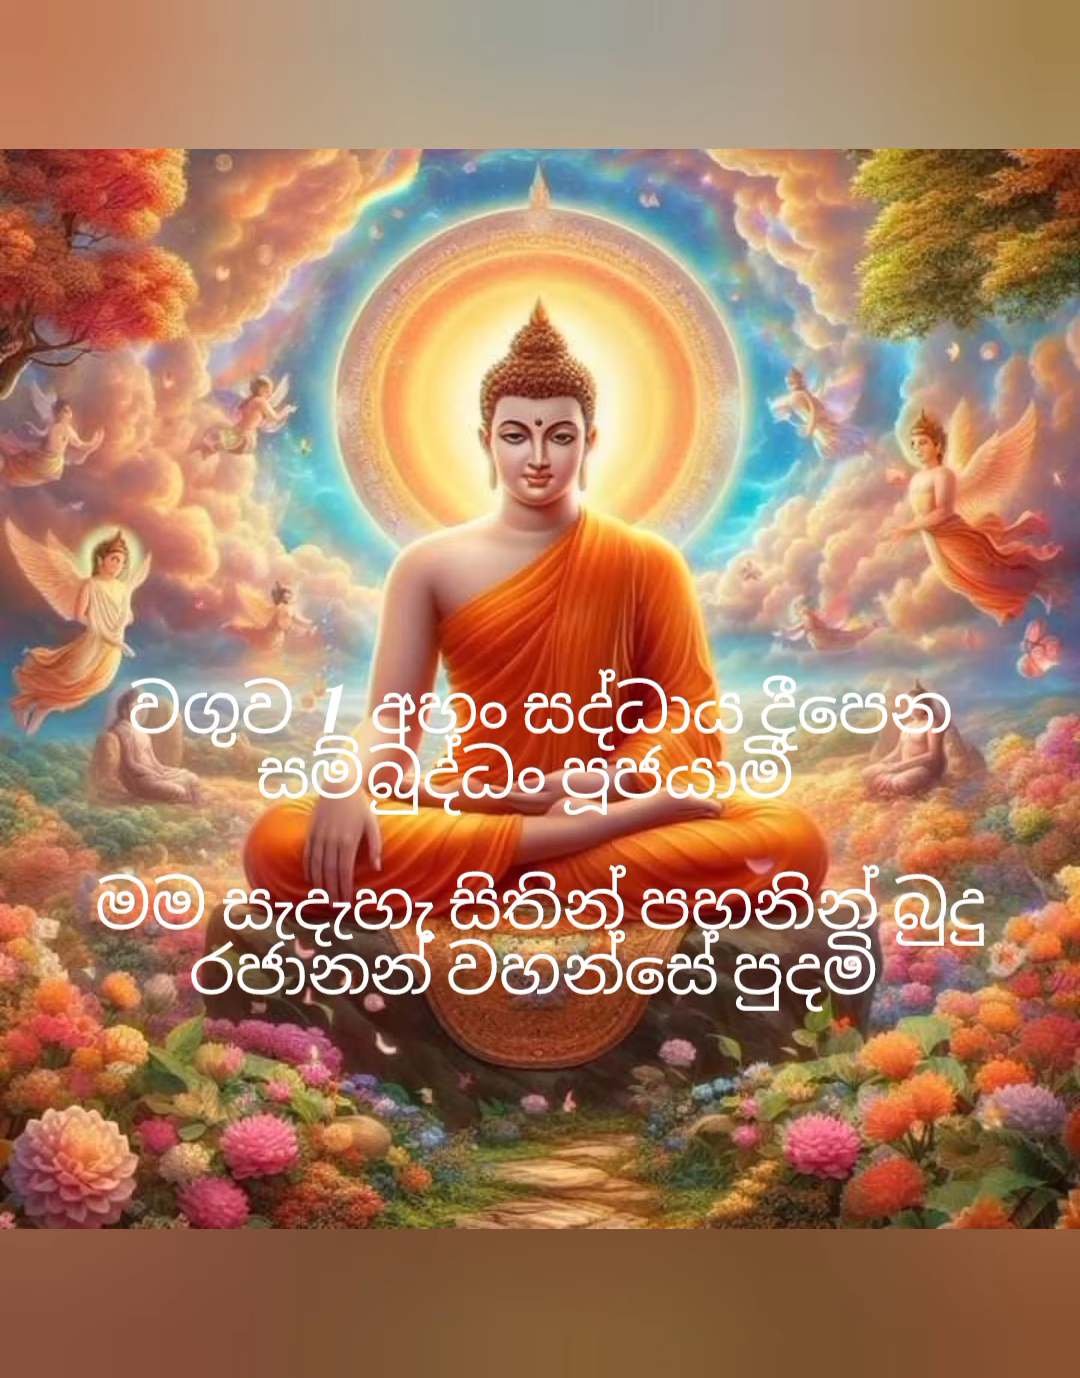 වගුව 1 අහං සද්ධාය දීපෙන
සම්බුද්ධං පූජයාමි
මම සැදැහැ සිතින් පහනින් බුදු
රජානන් වහන්සේ පුදමි